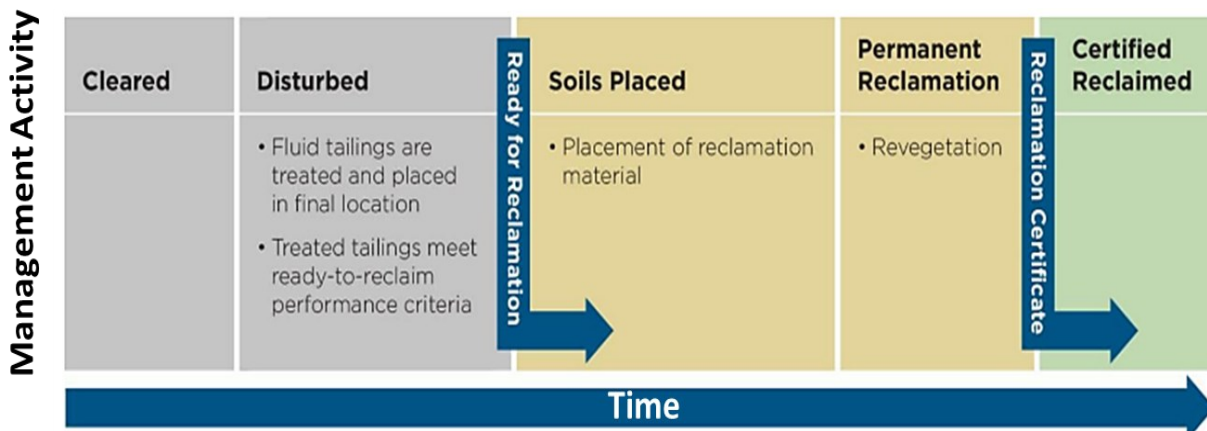 Management Activity
Cleared
Disturbed
• Fluid tailings are
treated and placed
in final location
• Treated tailings meet
ready-to-reclaim
performance criteria
Ready for Reclamation
Soils Placed
• Placement of reclamation
material
Permanent
Reclamation
• Revegetation
Reclamation Certificate
Certified
Reclaimed
Time